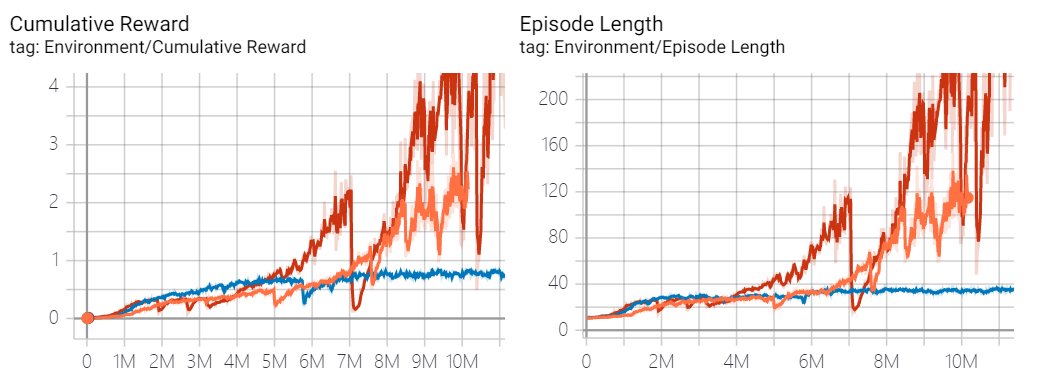 Cumulative Reward
tag: Environment/Cumulative Reward
4
3
2
1
0
0 1M 2M 3M 4M 5M 6M 7M 8M 9M 10M
Episode Length
tag: Environment/Episode Length
200
160
120
80
40
0
0 2M 4M 6M 8M 10M